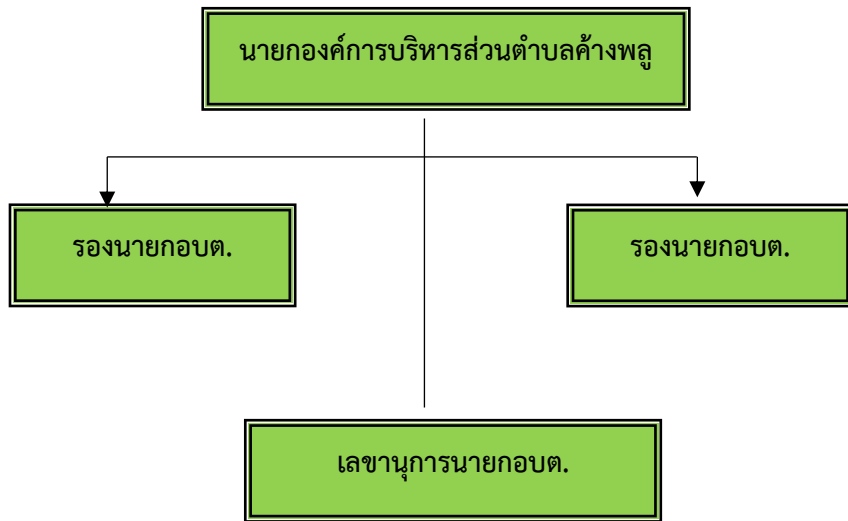 นายกองค์การบริหารส่วนตำบลค้างพลู
รองนายกอบต.
รองนายกอบต.
เลขานุการนายกอบต.